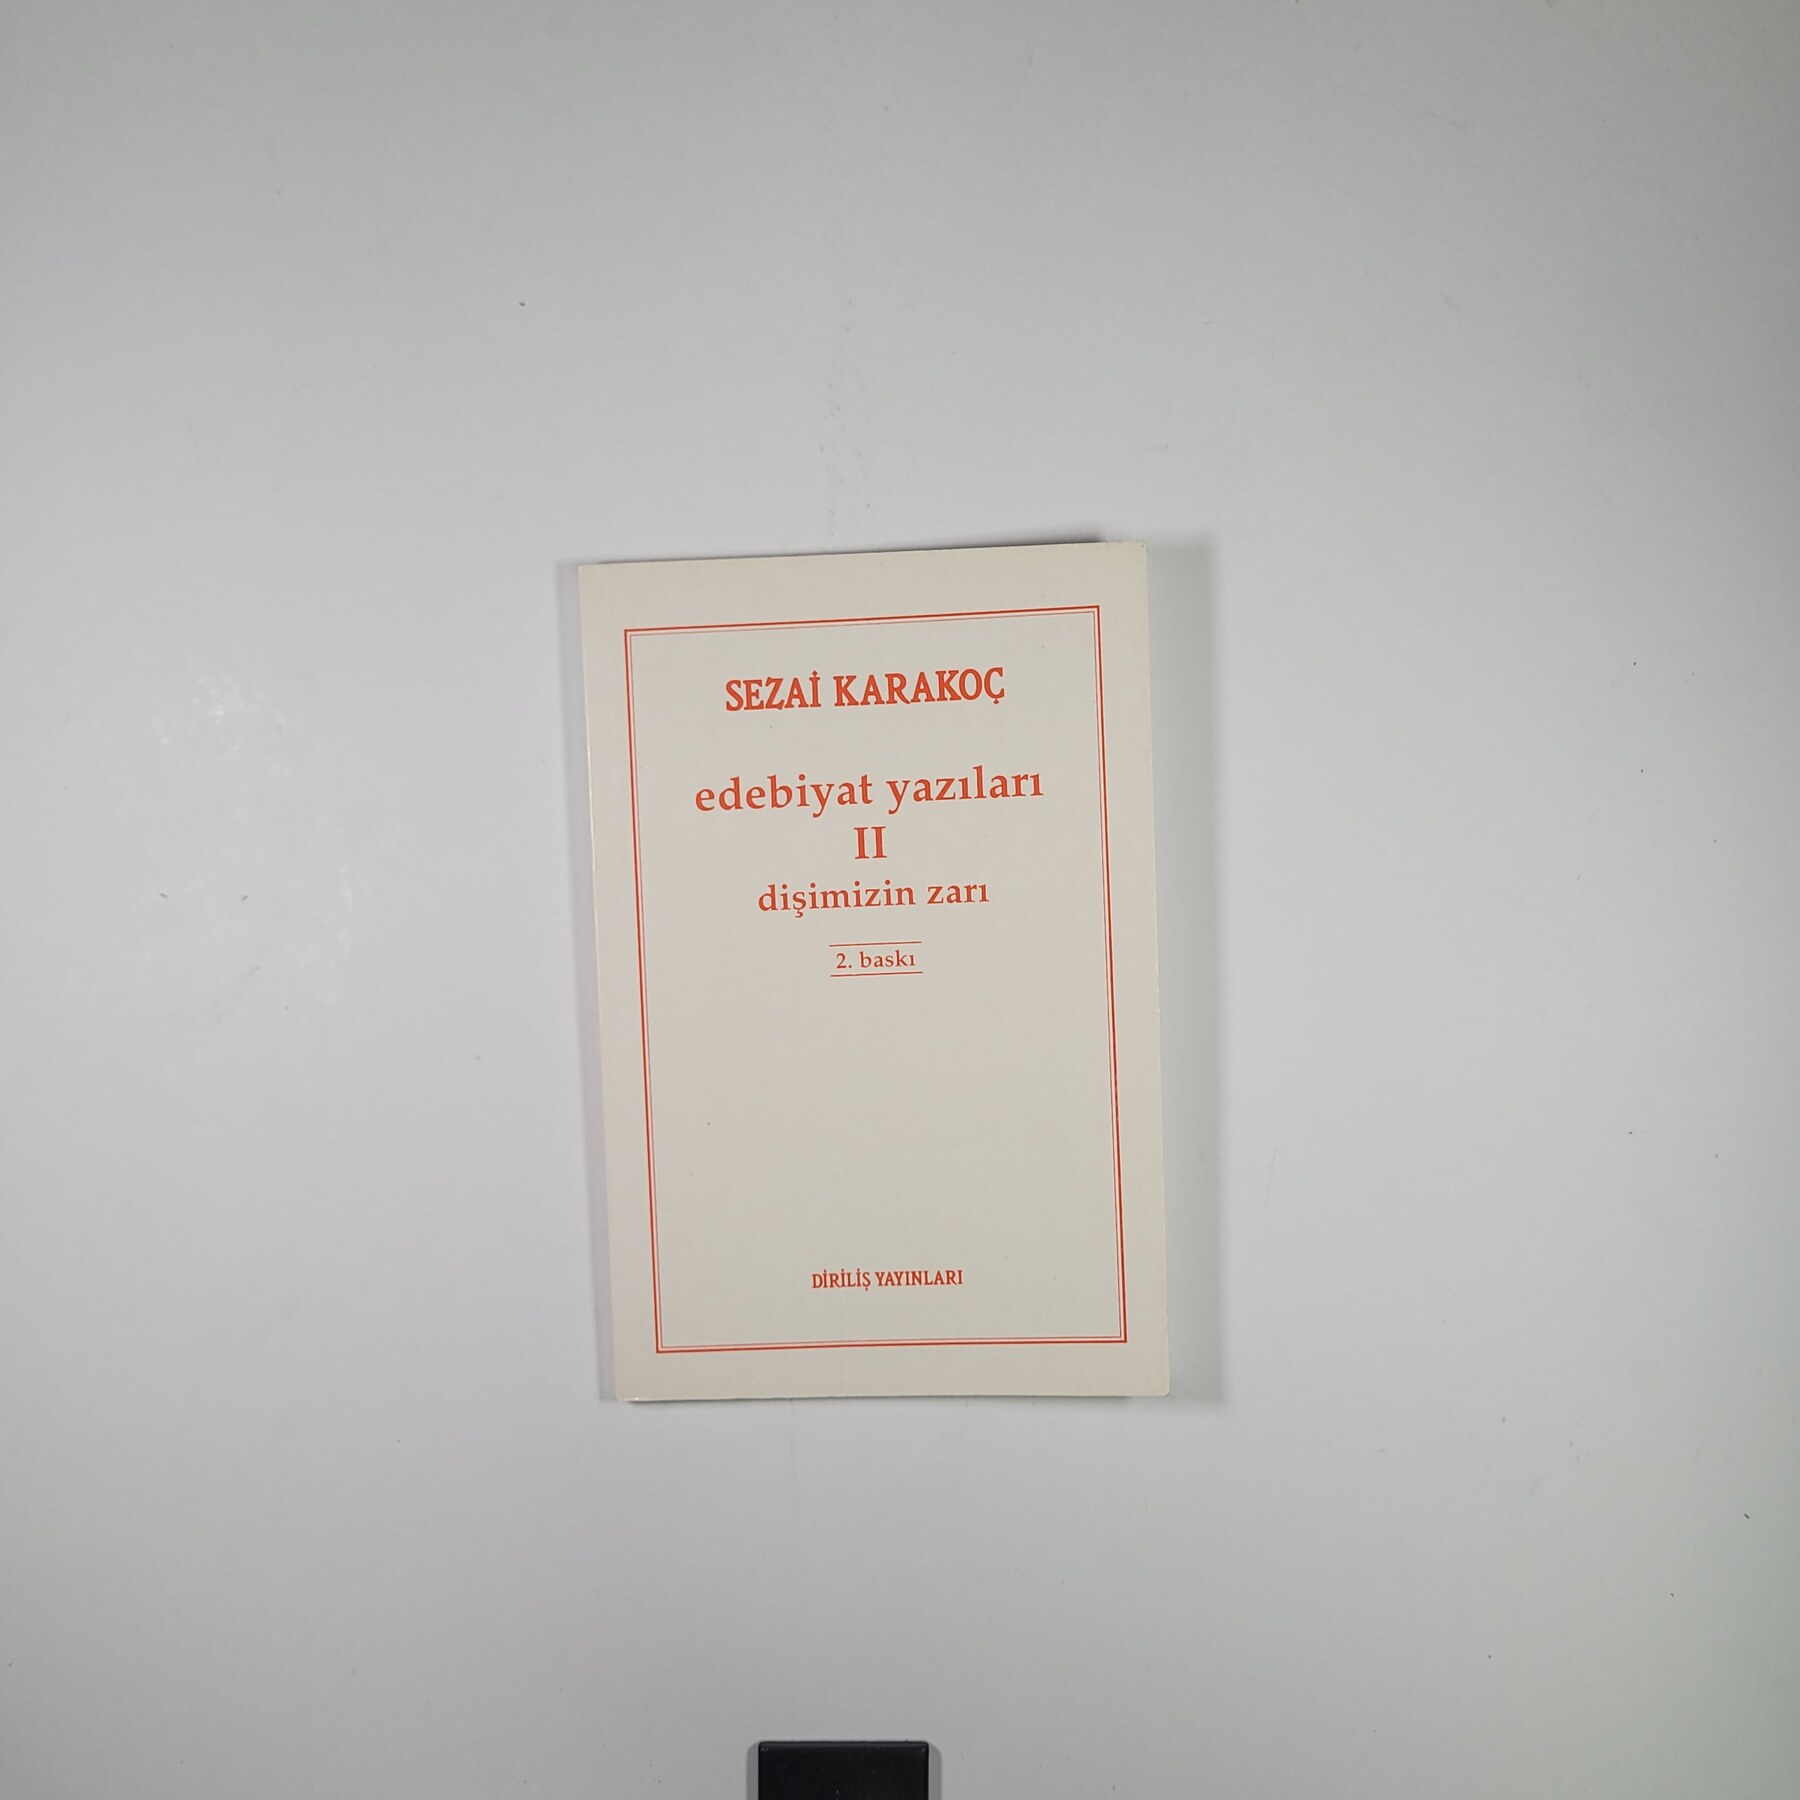 SEZAİ KARAKOÇ
edebiyat yazıları
II
dişimizin zarı
2. baskı
DİRİLİŞ YAYINLARI